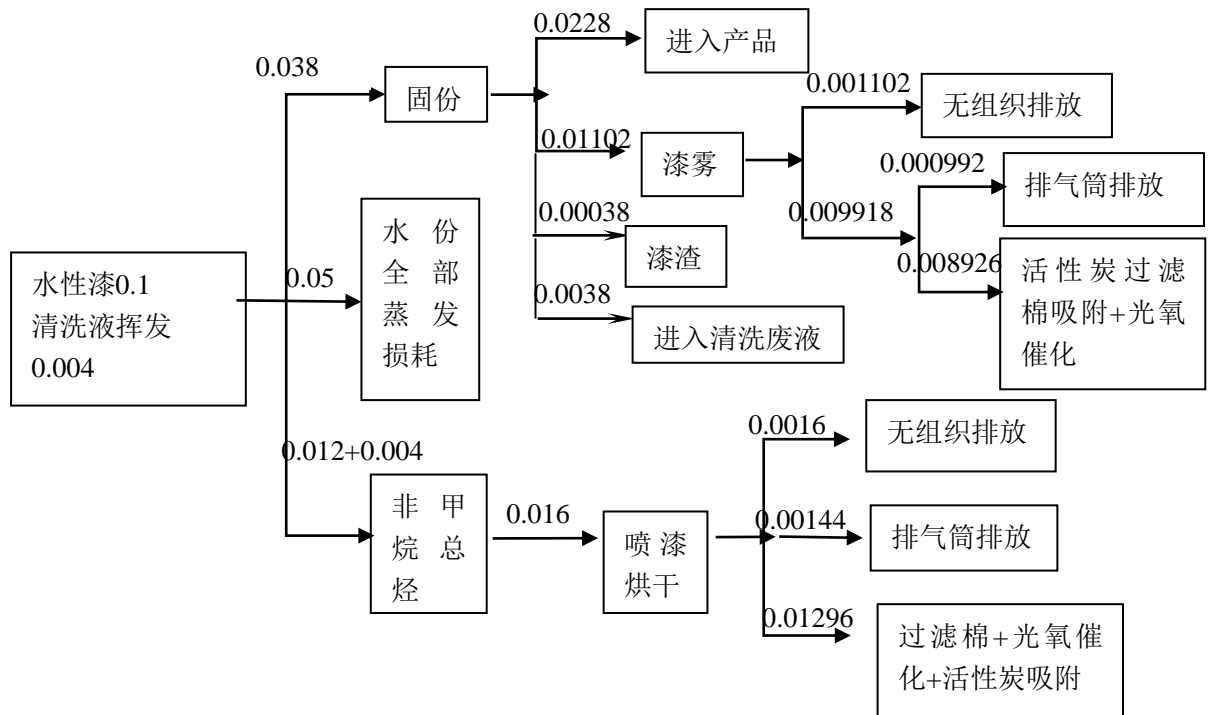 0.0228
进入产品
0.038
固份
0.001102
无组织排放
0.01102
漆雾
0.000992
排气筒排放
0.009918
0.00038
漆渣
0.008926
活性炭过滤
棉吸附+光氧
催化
水份
全部
蒸发
损耗
水性漆0.1
清洗液挥发
0.004
0.05
0.0038
进入清洗废液
0.0016
无组织排放
0.012+0.004
非甲
烷总
烃
0.016
喷漆
烘干
0.00144
排气筒排放
0.01296
过滤棉+光氧催
化+活性炭吸附